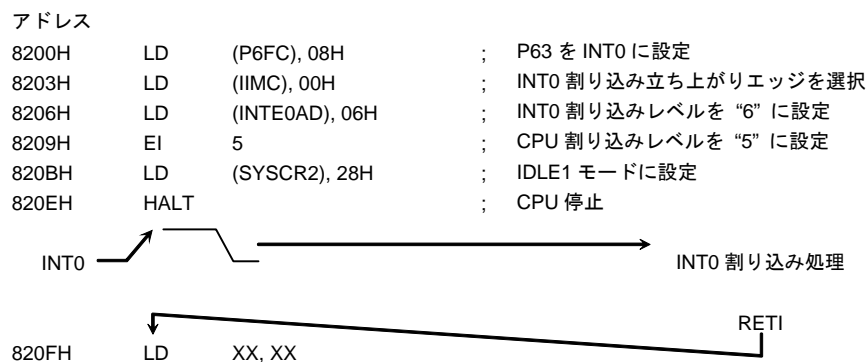 アドレス
8200H LD (P6FC), 08H ; P63 を INT0 に設定
8203H LD (IIMC), 00H ; INT0 割り込み立ち上がりエッジを選択
8206H LD (INTE0AD), 06H ; INT0 割り込みレベルを “6” に設定
8209H EI 5 ; CPU 割り込みレベルを “5” に設定
820BH LD (SYSCR2), 28H ; IDLE1 モードに設定
820EH HALT ; CPU 停止
INT0 INT0 割り込み処理
RETI
820FH LD XX, XX